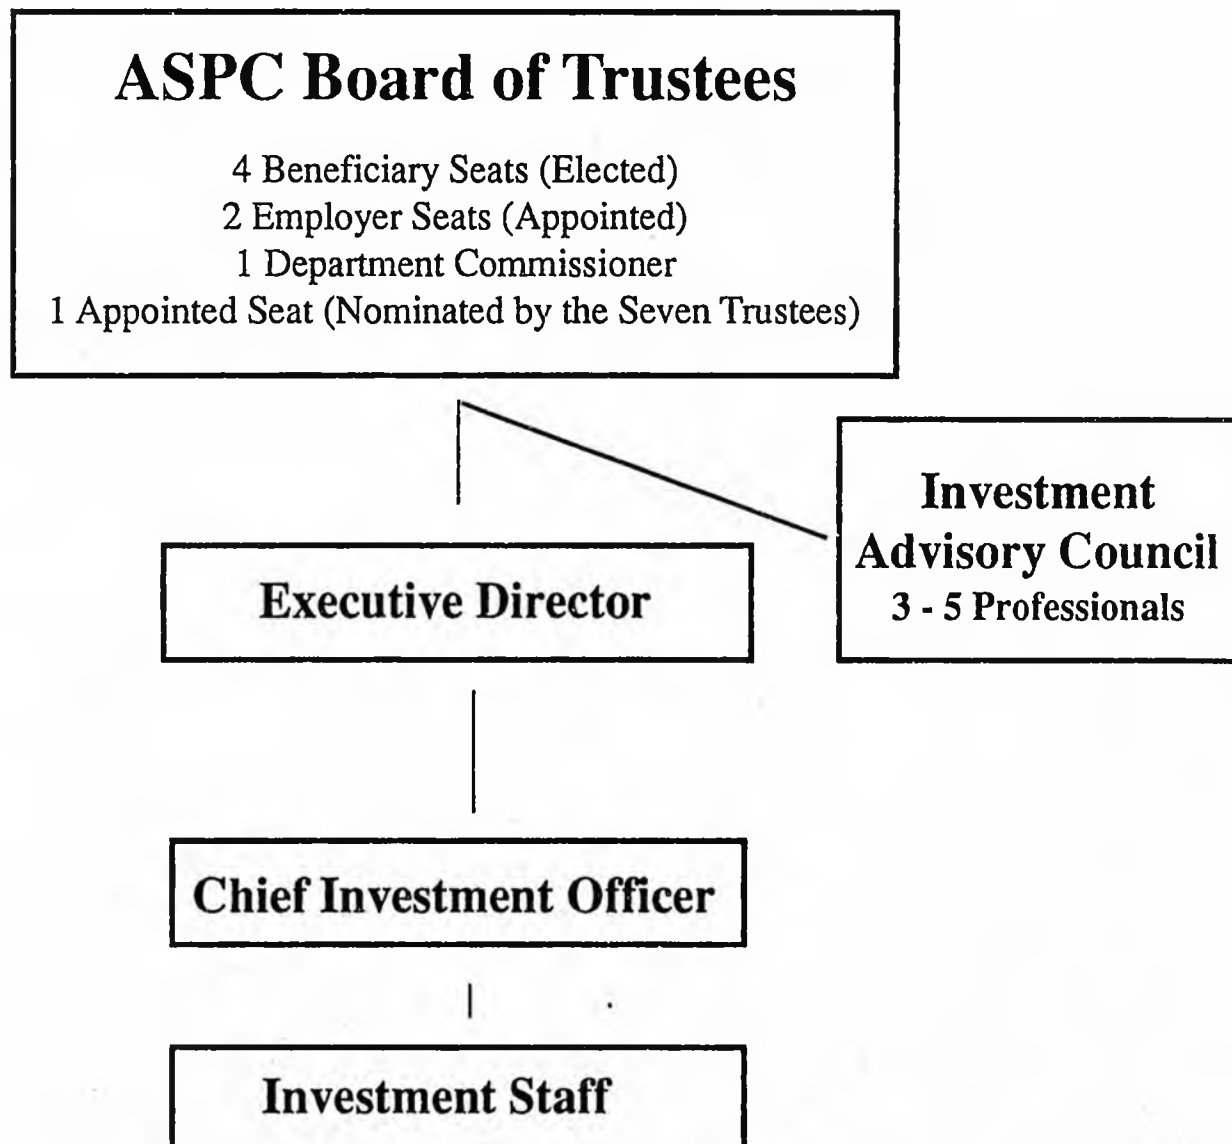 ASPC Board of Trustees
4 Beneficiary Seats (Elected)
2 Employer Seats (Appointed)
1 Department Commissioner
1 Appointed Seat (Nominated by the Seven Trustees)
Investment
Advisory Council
3 - 5 Professionals
Executive Director
Chief Investment Officer
Investment Staff